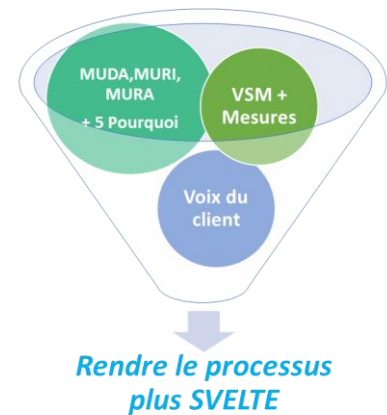 MUDA,MURI,
MURA
+ 5 Pourquoi
VSM +
Mesures
Voix du
client
Rendre le processus
plus SVELTE